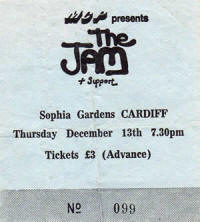 presents
The
JAM
+ Support
Sophia Gardens CARDIFF
Thursday December 13th 7.30pm
Tickets £3 (Advance)
Nº 099